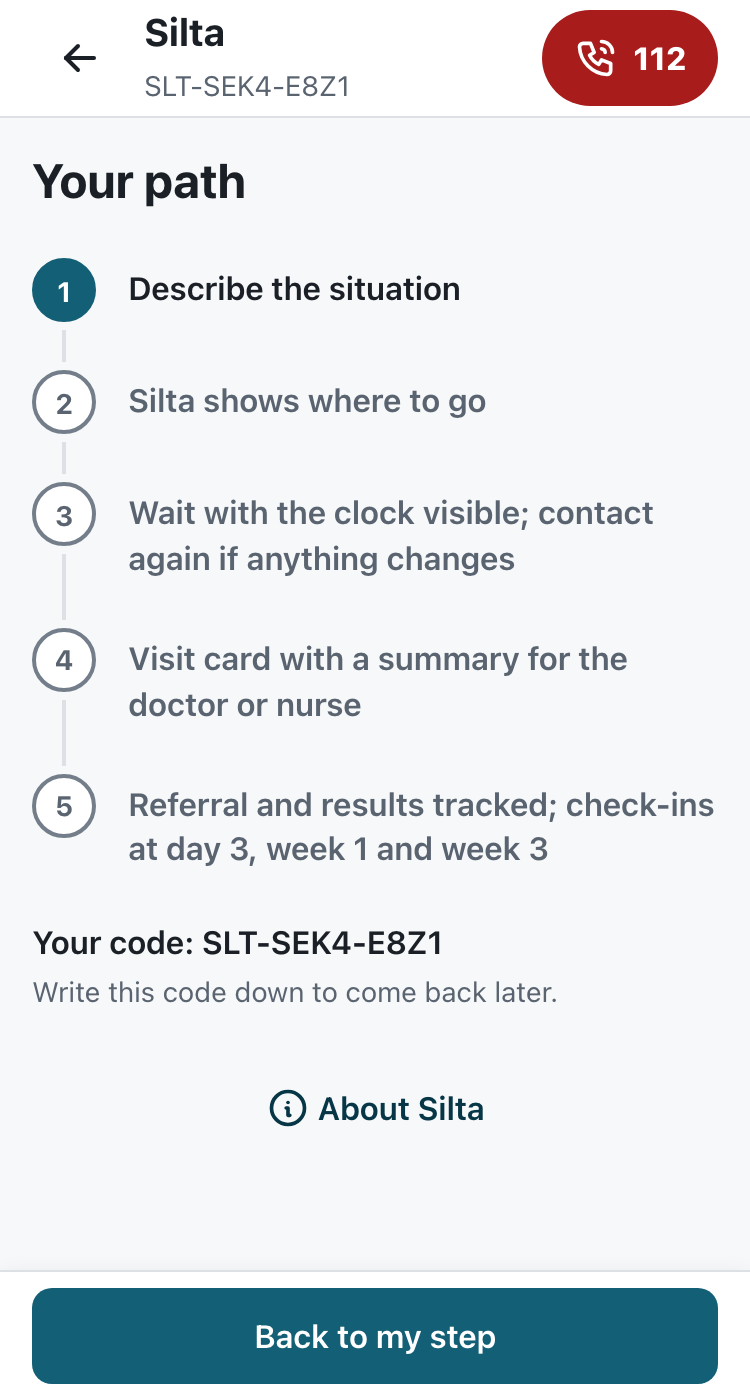 Silta
SLT-SEK4-E8Z1
112
Your path
1
Describe the situation
2
Silta shows where to go
3
Wait with the clock visible; contact
again if anything changes
4
Visit card with a summary for the
doctor or nurse
5
Referral and results tracked; check-ins
at day 3, week 1 and week 3
Your code: SLT-SEK4-E8Z1
Write this code down to come back later.
About Silta
Back to my step